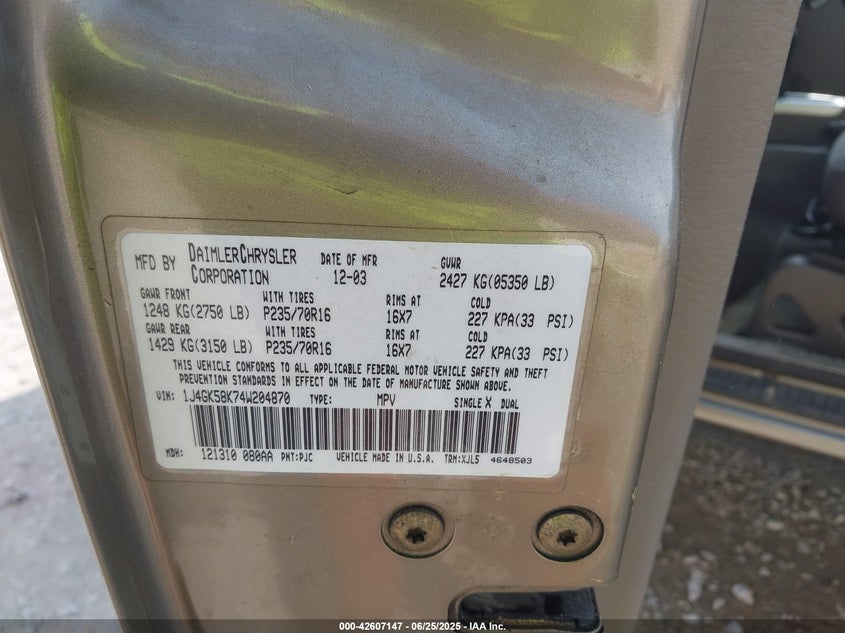 MFD BY DAIMLERCHRYSLER CORPORATION DATE OF MFR 12-03 GVWR 2427 KG(05350 LB)
GAWR FRONT WITH TIRES RIMS AT COLD
1248 KG(2750 LB) P235/70R16 16X7 227 KPA(33 PSI)
GAWR REAR WITH TIRES RIMS AT COLD
1429 KG(3150 LB) P235/70R16 16X7 227 KPA(33 PSI)
THIS VEHICLE CONFORMS TO ALL APPLICABLE FEDERAL MOTOR VEHICLE SAFETY AND THEFT
PREVENTION STANDARDS IN EFFECT ON THE DATE OF MANUFACTURE SHOWN ABOVE.
VIN: 1J4GK58K74W204870 TYPE: MPV SINGLE X DUAL
MDH: 121310 080AA PNT:PJC VEHICLE MADE IN U.S.A. TRM:XJL5 4648503
000-42607147 - 06/25/2025 - IAA Inc.